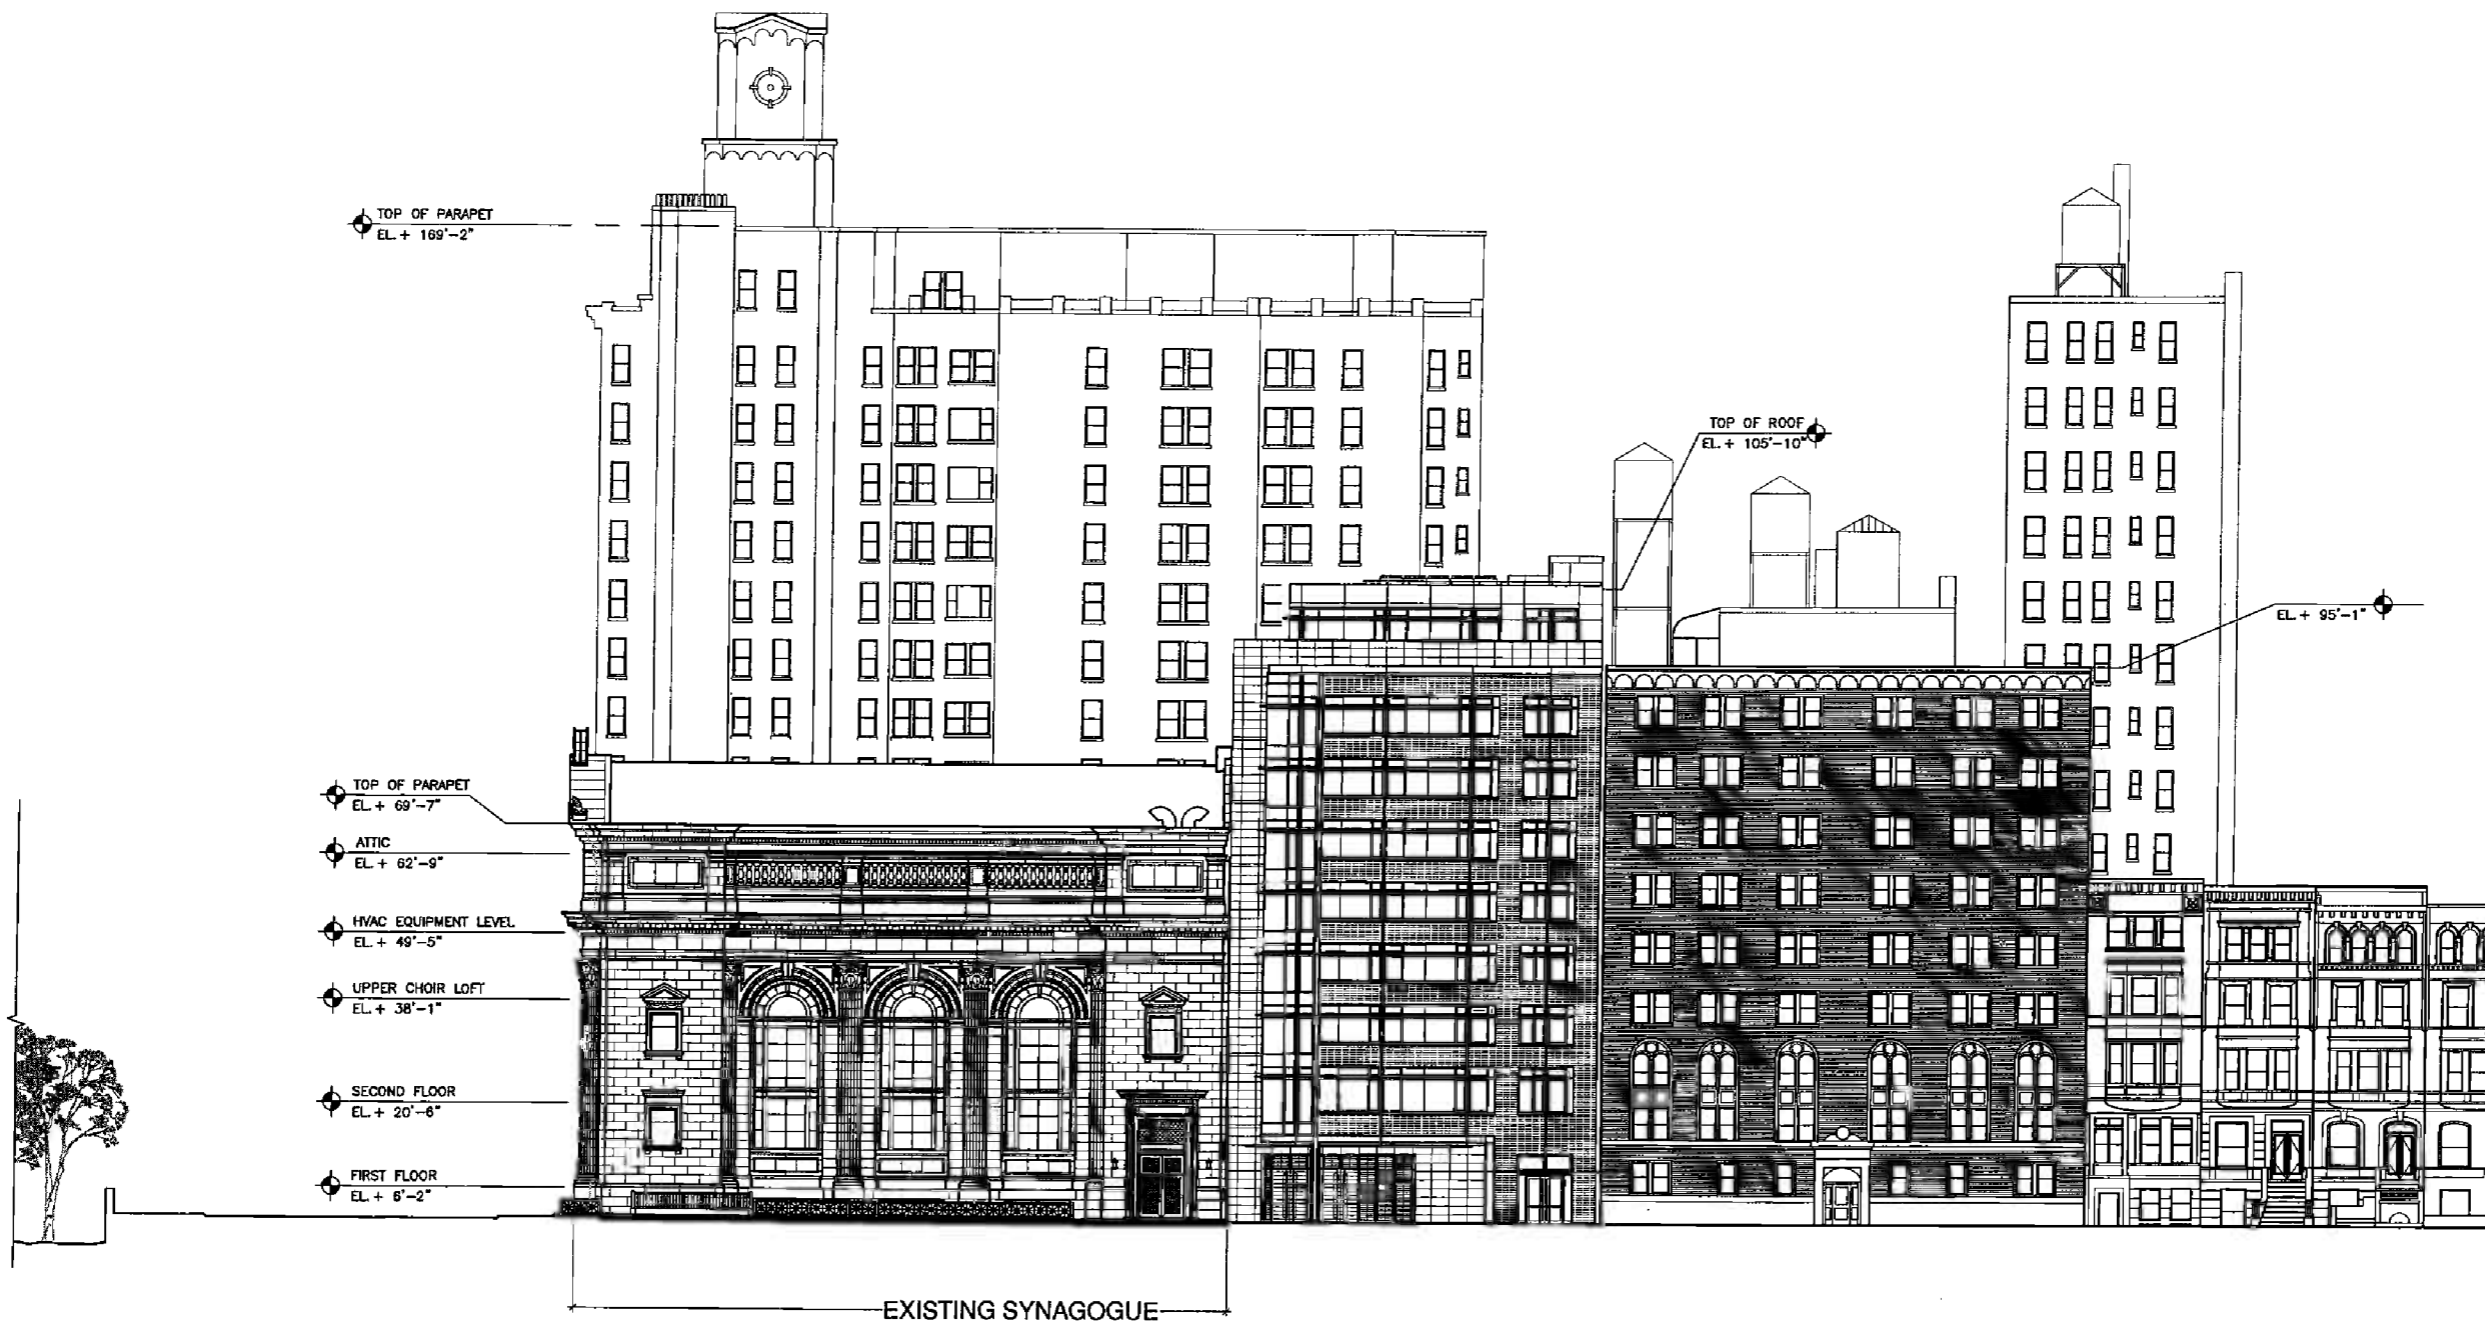 TOP OF PARAPET
EL. + 169'-2"
TOP OF ROOF
EL. + 105'-10"
EL. + 95'-1"
TOP OF PARAPET
EL. + 69'-7"
ATTIC
EL. + 62'-9"
HVAC EQUIPMENT LEVEL
EL. + 49'-5"
UPPER CHOIR LOFT
EL. + 38'-1"
SECOND FLOOR
EL. + 20'-6"
FIRST FLOOR
EL. + 6'-2"
EXISTING SYNAGOGUE